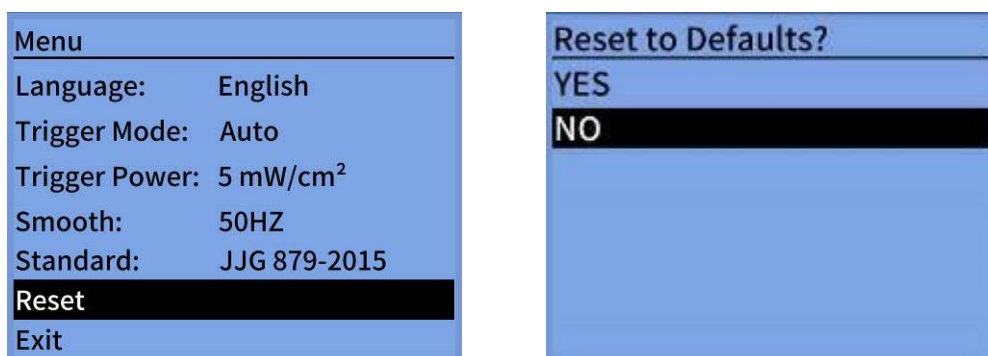 Menu
Language: English
Trigger Mode: Auto
Trigger Power: 5 mW/cm²
Smooth: 50HZ
Standard: JJG 879-2015
Reset
Exit
Reset to Defaults?
YES
NO